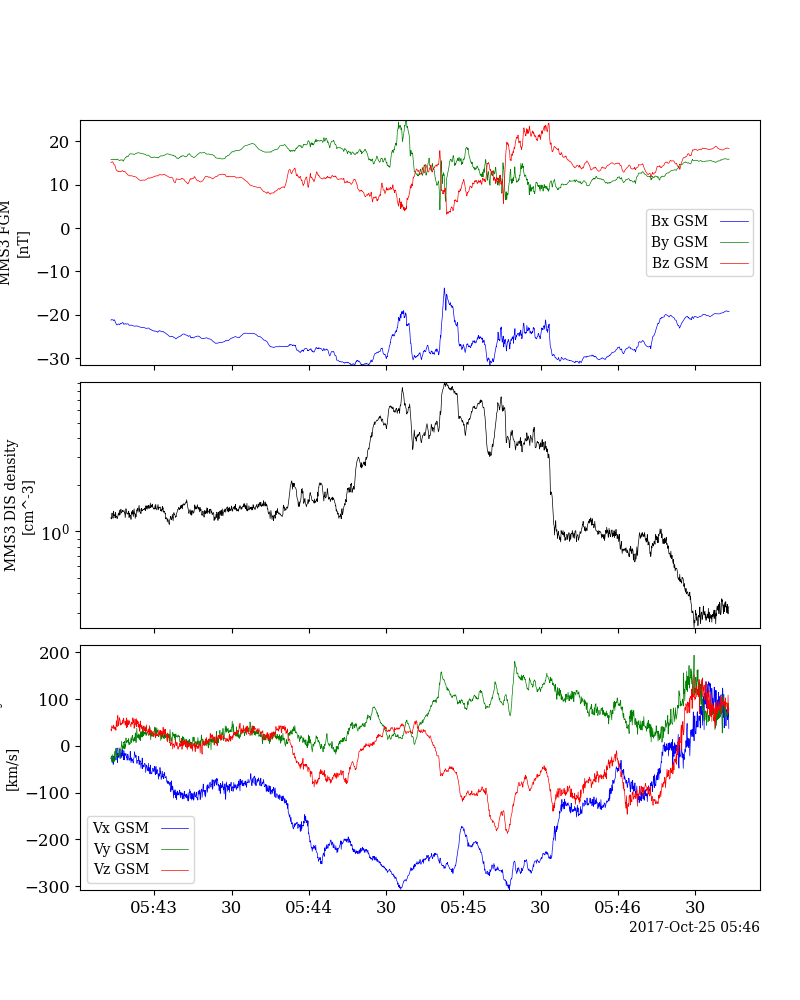 20
10
0
−10
−20
−30
MMS3 FGM
[nT]
Bx GSM
By GSM
Bz GSM
10⁰
MMS3 DIS density
[cm^-3]
200
100
0
−100
−200
−300
[km/s]
Vx GSM
Vy GSM
Vz GSM
05:43 30 05:44 30 05:45 30 05:46 30
2017-Oct-25 05:46